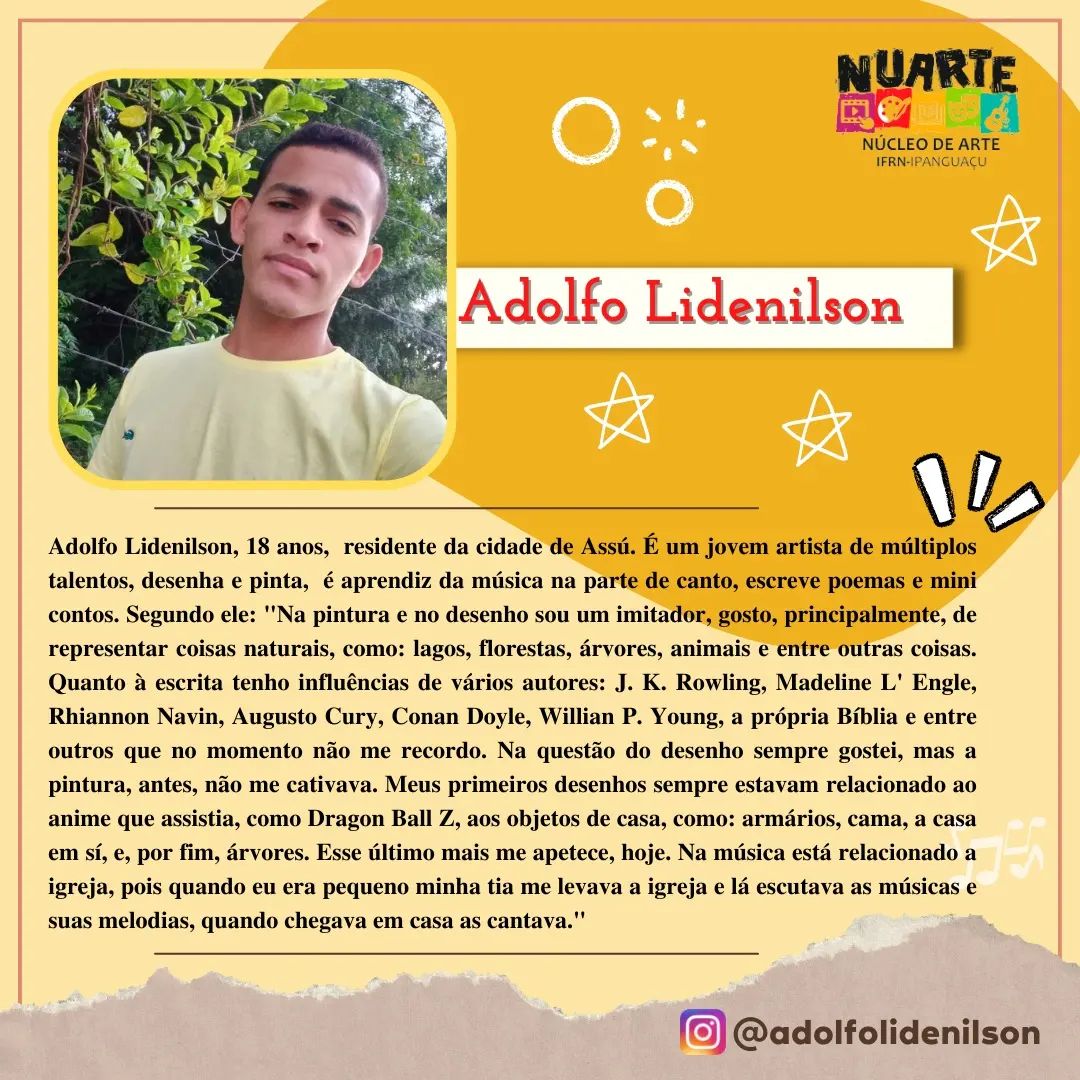 NUARTE
NÚCLEO DE ARTE
IFRN-IPANGUAÇU
Adolfo Lidenilson
Adolfo Lidenilson, 18 anos,  residente da cidade de Assú. É um jovem artista de múltiplos
talentos, desenha e pinta,  é aprendiz da música na parte de canto, escreve poemas e mini
contos. Segundo ele: "Na pintura e no desenho sou um imitador, gosto, principalmente, de
representar coisas naturais, como: lagos, florestas, árvores, animais e entre outras coisas.
Quanto à escrita tenho influências de vários autores: J. K. Rowling, Madeline L' Engle,
Rhiannon Navin, Augusto Cury, Conan Doyle, Willian P. Young, a própria Bíblia e entre
outros que no momento não me recordo. Na questão do desenho sempre gostei, mas a
pintura, antes, não me cativava. Meus primeiros desenhos sempre estavam relacionado ao
anime que assistia, como Dragon Ball Z, aos objetos de casa, como: armários, cama, a casa
em sí, e, por fim, árvores. Esse último mais me apetece, hoje. Na música está relacionado a
igreja, pois quando eu era pequeno minha tia me levava a igreja e lá escutava as músicas e
suas melodias, quando chegava em casa as cantava."
@adolfolidenilson